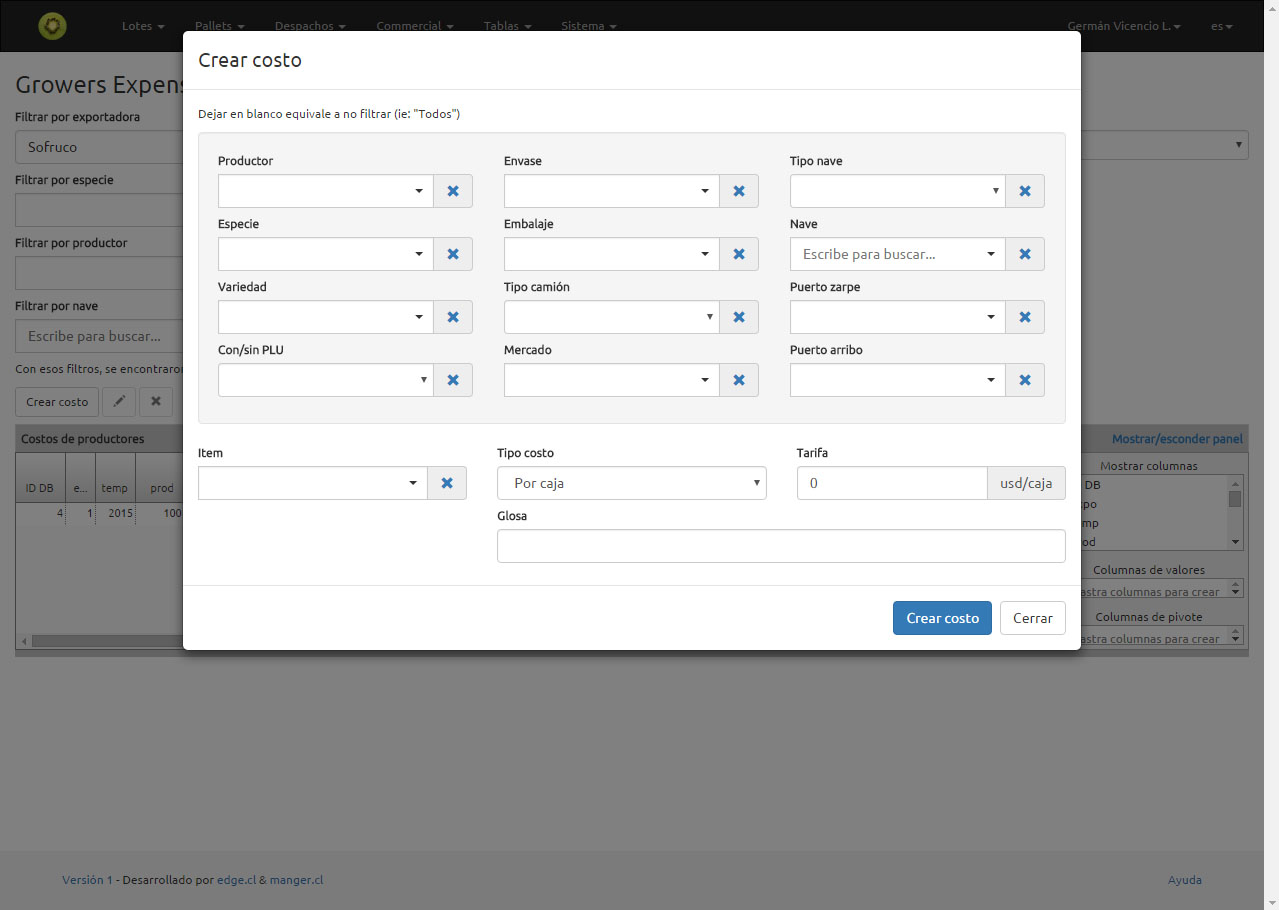 Lotes Pallets Despachos Commercial Tablas Sistema Germán Vicencio L. es
Crear costo
Growers Expens
Dejar en blanco equivale a no filtrar (ie: "Todos")
Filtrar por exportadora
Sofruco
Filtrar por especie
Filtrar por productor
Filtrar por nave
Escribe para buscar...
Con esos filtros, se encontraron
Crear costo
Productor Envase Tipo nave
Especie Embalaje Nave
Escribe para buscar...
Variedad Tipo camión Puerto zarpe
Con/sin PLU Mercado Puerto arribo
Costos de productores
Mostrar/esconder panel
ID DB e... temp prod
4 1 2015 100
Mostrar columnas
DB
xpo
mp
od
Columnas de valores
astra columnas para crear
Columnas de pivote
astra columnas para crear
Item Tipo costo Tarifa
Por caja 0 usd/caja
Glosa
Crear costo Cerrar
Versión 1 - Desarrollado por edge.cl & manger.cl
Ayuda